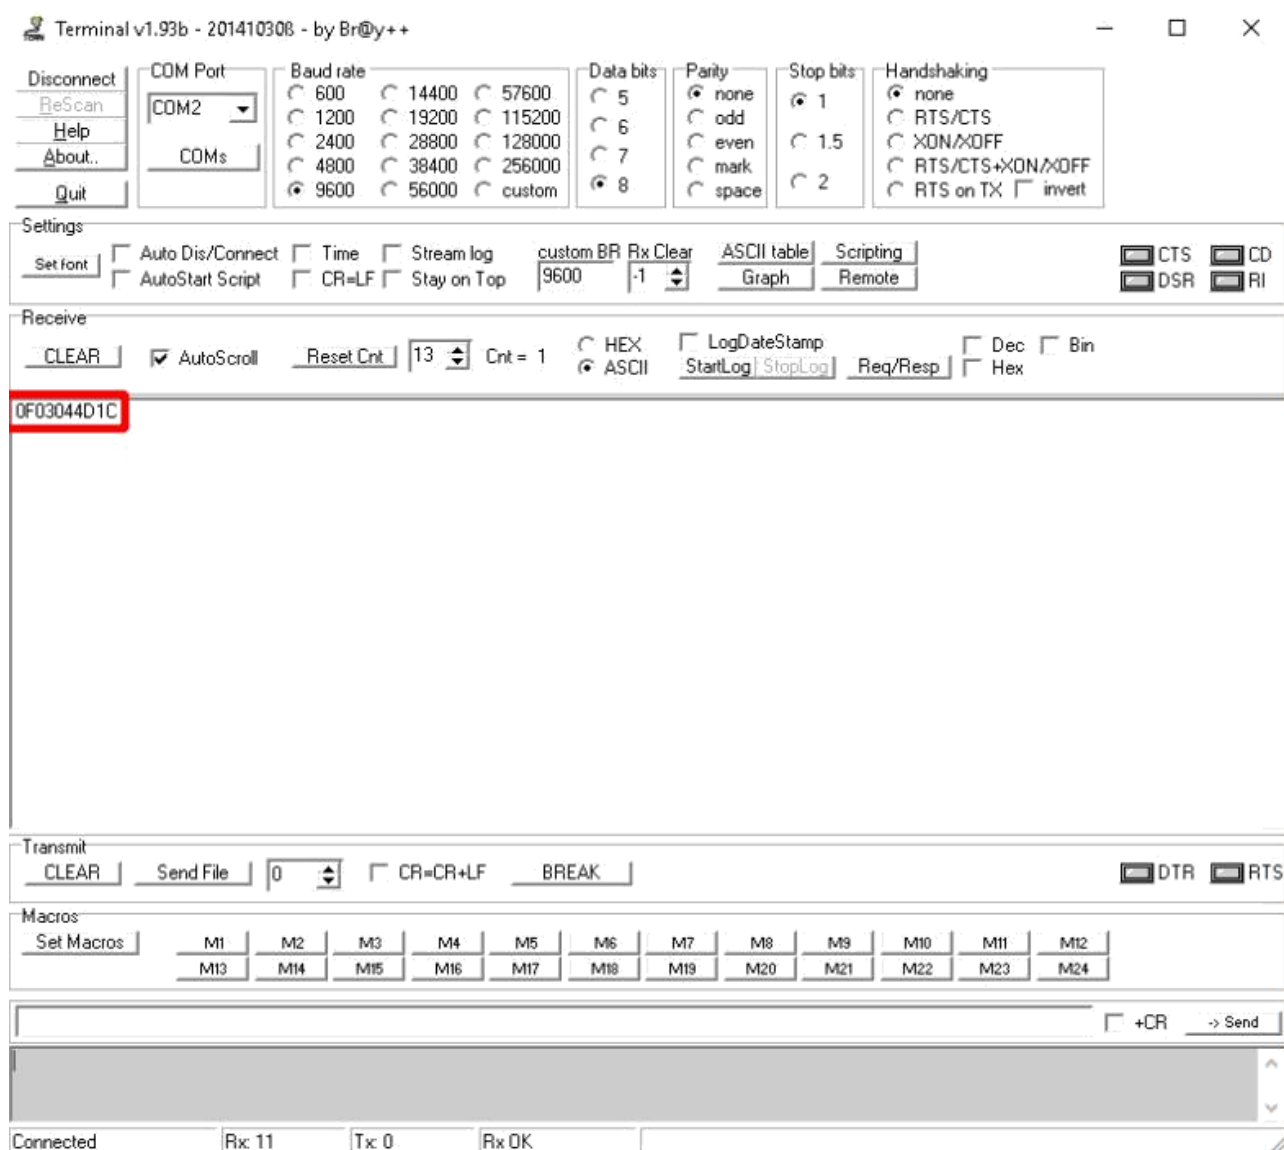 Terminal v1.93b - 20141030ß - by Br@y++
Disconnect
ReScan
Help
About..
Quit
COM Port
COM2
COMs
Baud rate
600 14400 57600
1200 19200 115200
2400 28800 128000
4800 38400 256000
9600 56000 custom
Data bits
5
6
7
8
Parity
none
odd
even
mark
space
Stop bits
1
1.5
2
Handshaking
none
RTS/CTS
XON/XOFF
RTS/CTS+XON/XOFF
RTS on TX invert
Settings
Set font
Auto Dis/Connect Time Stream log
AutoStart Script CR=LF Stay on Top
custom BR Rx Clear
9600 -1
ASCII table Scripting
Graph Remote
CTS CD
DSR RI
Receive
CLEAR AutoScroll Reset Cnt 13 Cnt = 1
HEX
ASCII
LogDateStamp
StartLog StopLog Req/Resp
Dec Bin
Hex
0F03044D1C
Transmit
CLEAR Send File 0 CR=CR+LF BREAK DTR RTS
Macros
Set Macros M1 M2 M3 M4 M5 M6 M7 M8 M9 M10 M11 M12
M13 M14 M15 M16 M17 M18 M19 M20 M21 M22 M23 M24
+CR -> Send
Connected Rx: 11 Tx: 0 Rx OK